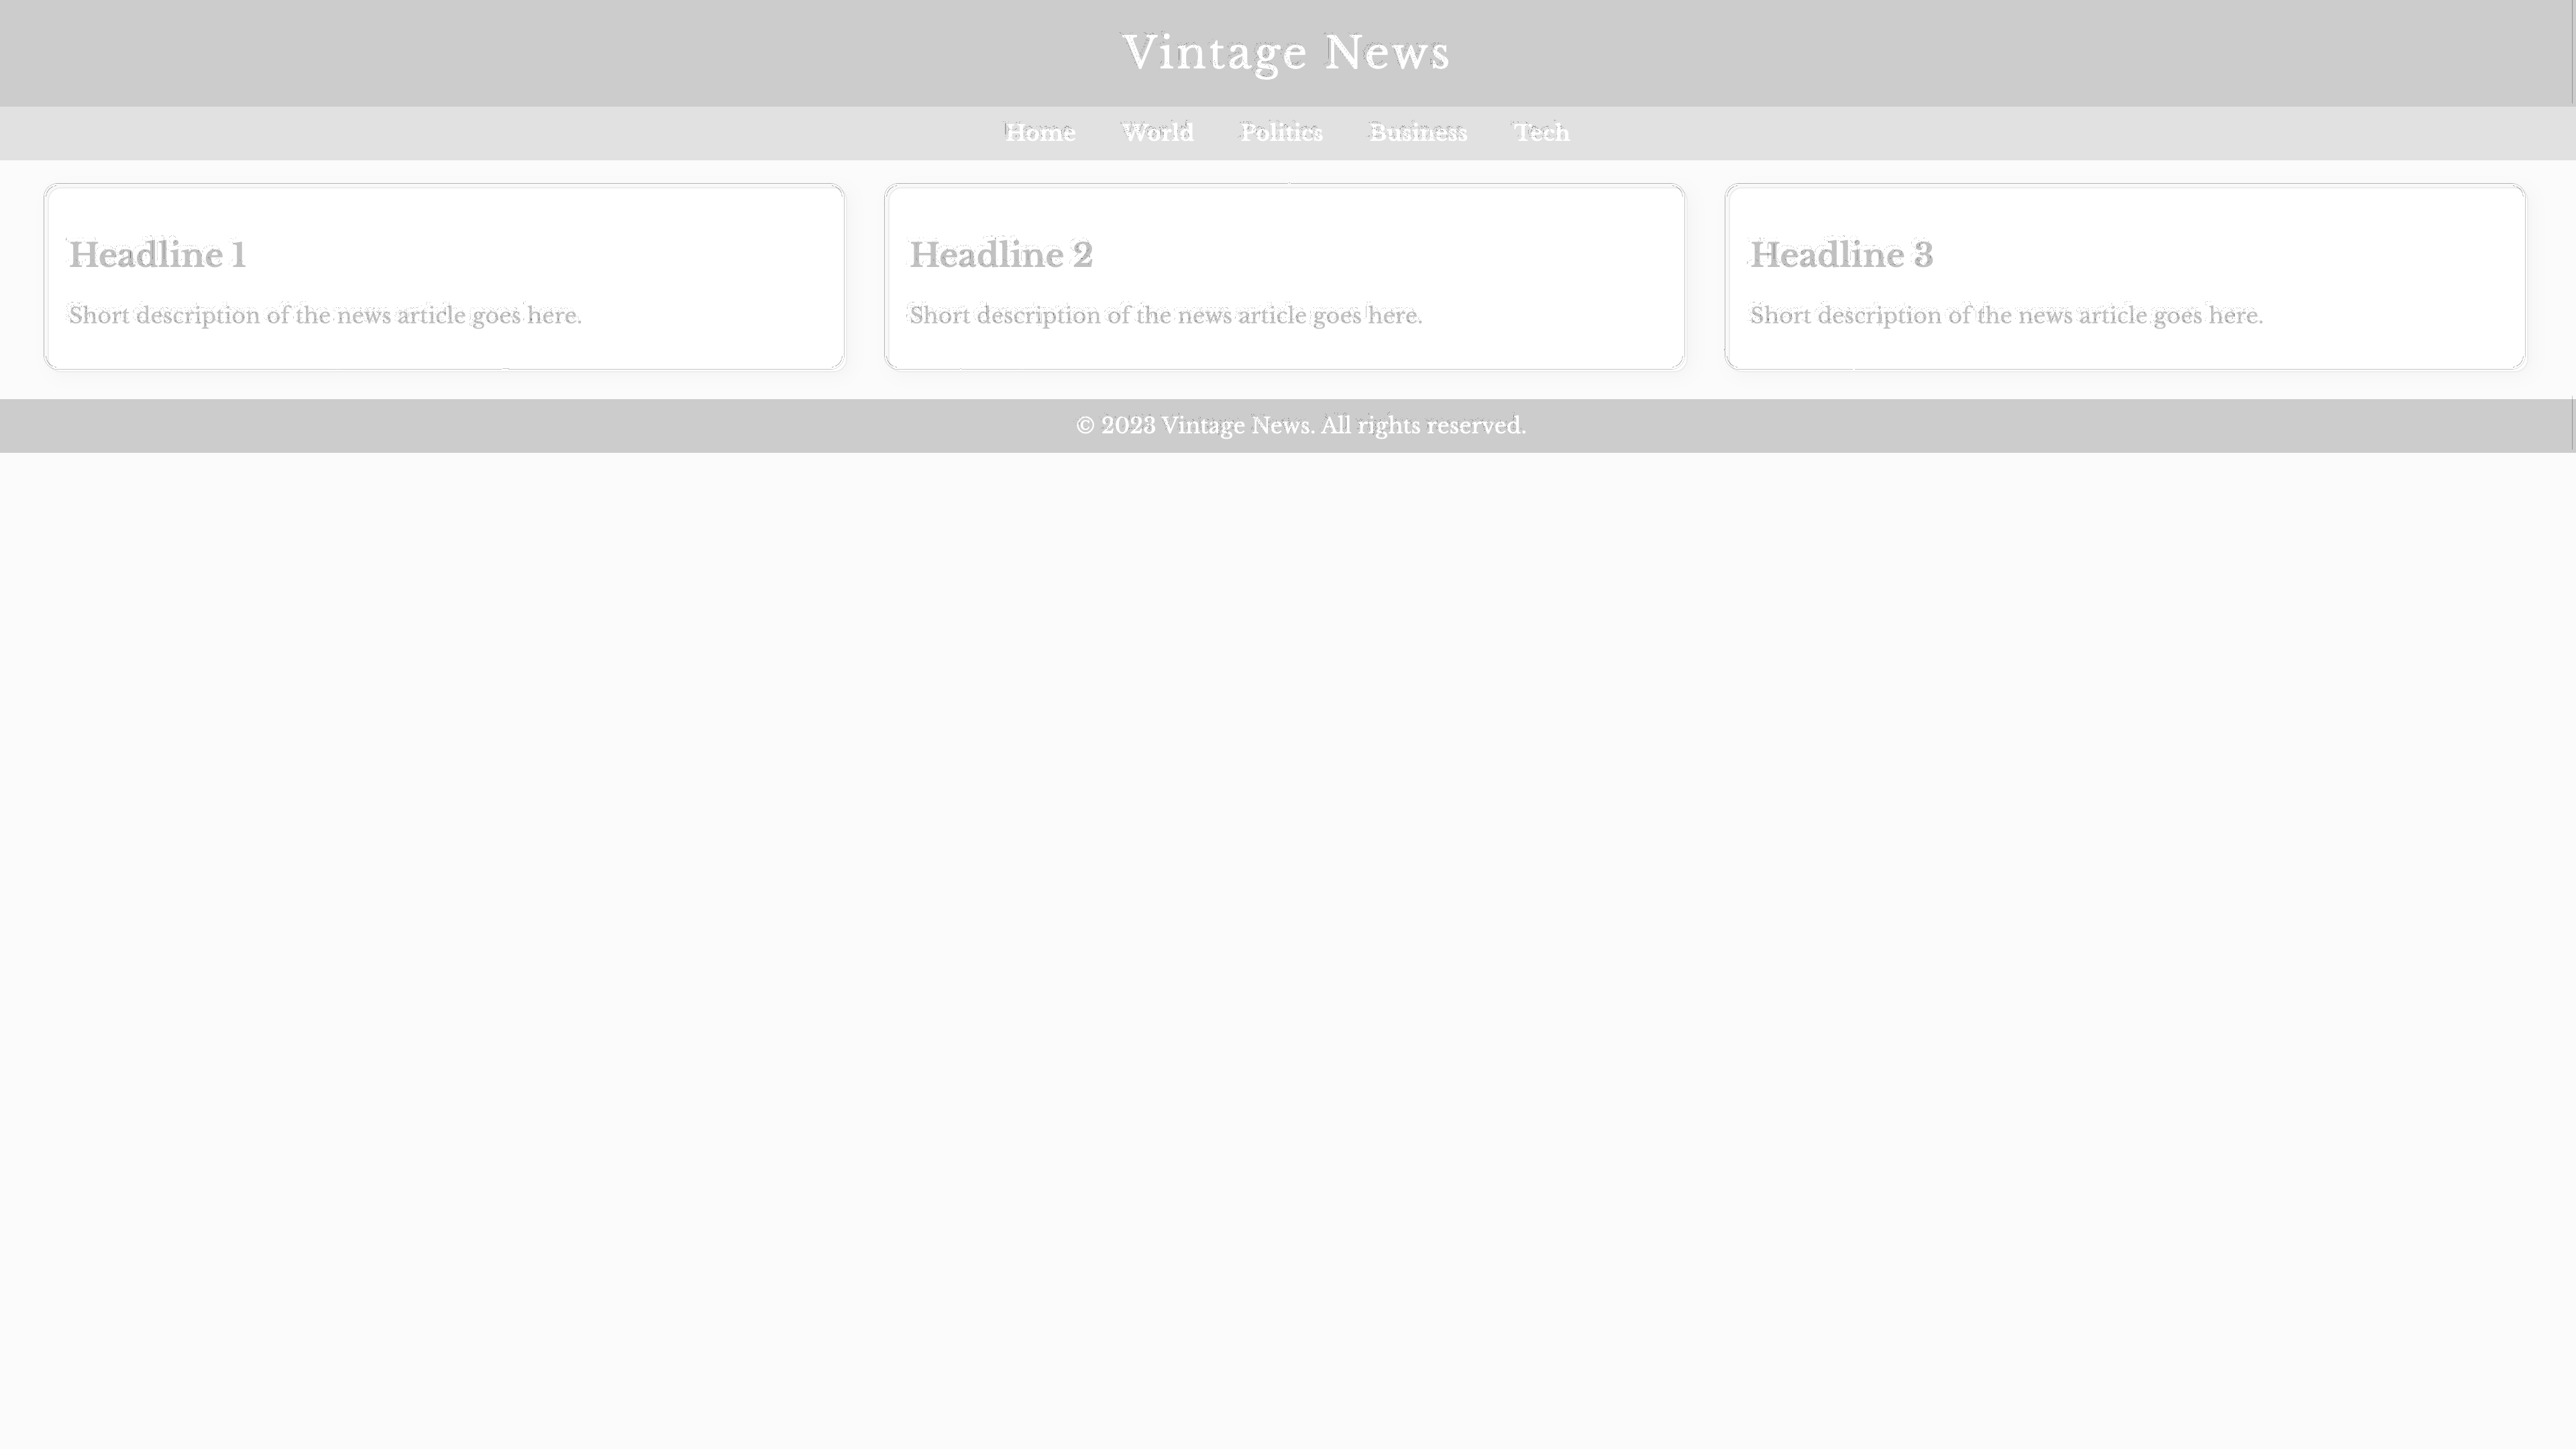 Vintage News
Home World Politics Business Tech
Headline 1
Short description of the news article goes here.
Headline 2
Short description of the news article goes here.
Headline 3
Short description of the news article goes here.
© 2023 Vintage News. All rights reserved.